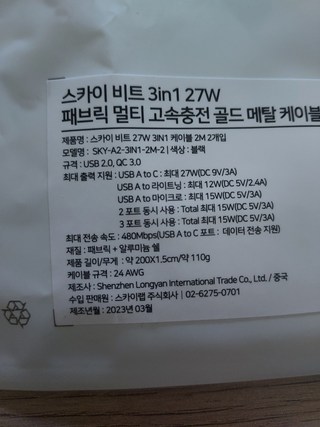 스카이 비트 3in1 27W
패브릭 멀티 고속충전 골드 메탈 케이블
제품명 : 스카이 비트 27W 3IN1 케이블 2M 2개입
모델명 : SKY-A2-3IN1-2M-2 | 색상 : 블랙
규격 : USB 2.0, QC 3.0
최대 출력 지원 : USB A to C : 최대 27W(DC 9V/3A)
USB A to 라이트닝 : 최대 12W(DC 5V/2.4A)
USB A to 마이크로 : 최대 15W(DC 5V/3A)
2 포트 동시 사용 : Total 최대 15W(DC 5V/3A)
3 포트 동시 사용 : Total 최대 15W(DC 5V/3A)
최대 전송 속도 : 480Mbps(USB A to C 포트 : 데이터 전송 지원)
재질 : 패브릭 + 알루미늄 쉘
제품 길이/무게 : 약 200X1.5cm/약 110g
케이블 규격 : 24 AWG
제조사 : Shenzhen Longyan International Trade Co., Ltd. / 중국
수입 판매원 : 스카이랩 주식회사 | 02-6275-0701
제조년월 : 2023년 03월